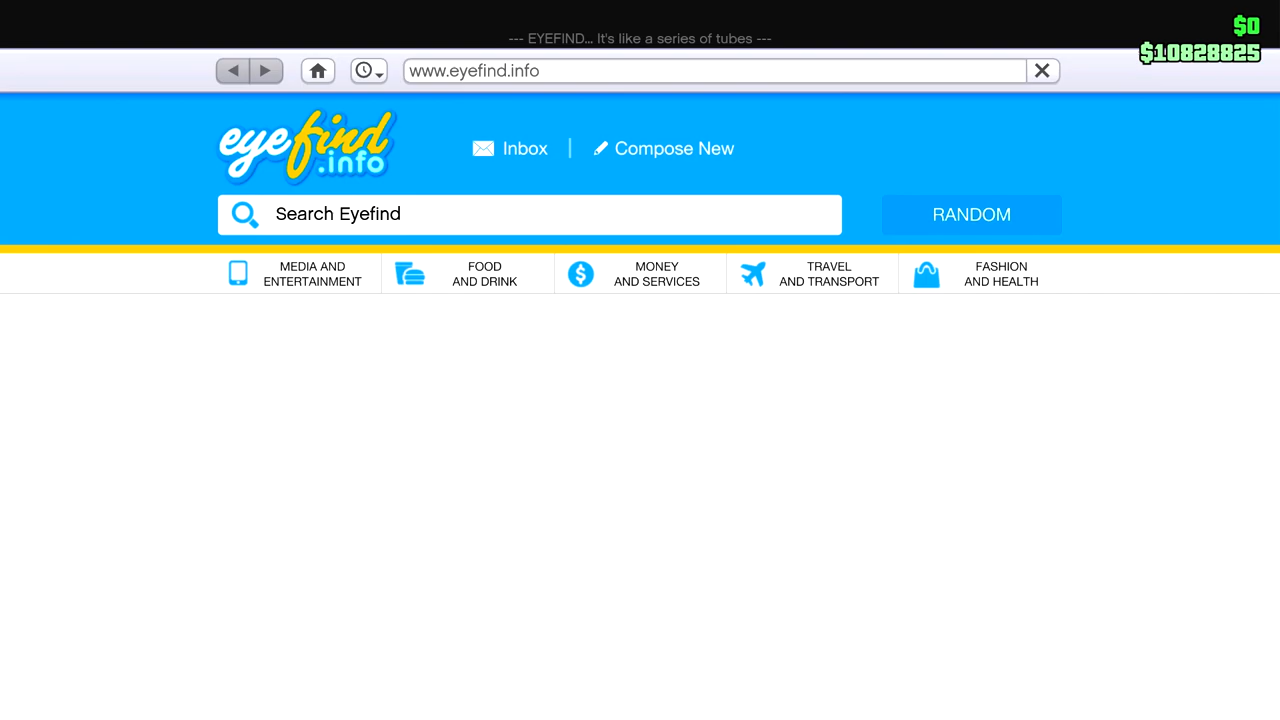 $0
--- EYEFIND... It's like a series of tubes ---
$10828825
www.eyefind.info
eyefind
.info
Inbox
Compose New
Search Eyefind
RANDOM
MEDIA AND
ENTERTAINMENT
FOOD
AND DRINK
MONEY
AND SERVICES
TRAVEL
AND TRANSPORT
FASHION
AND HEALTH